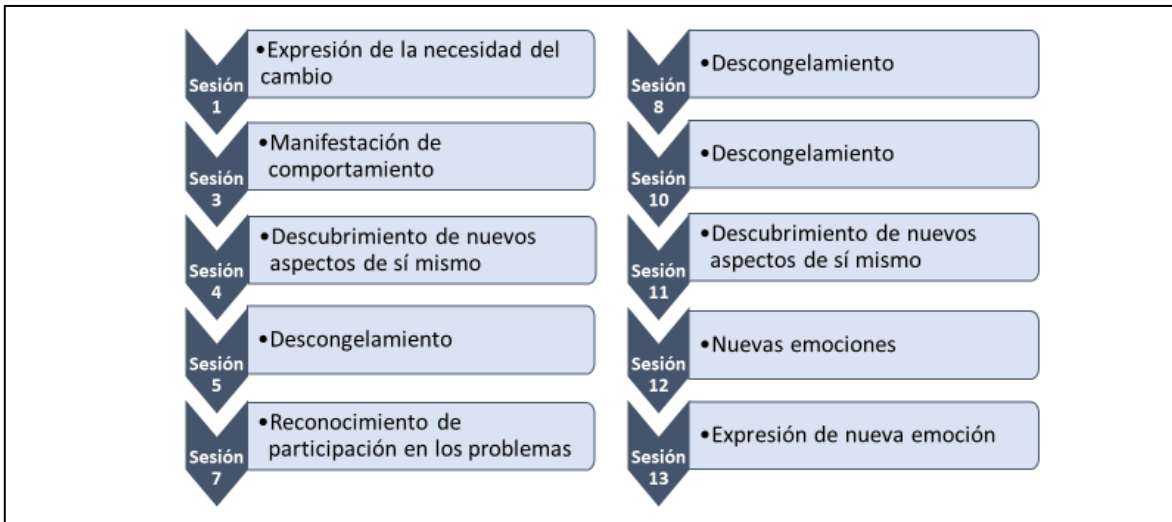 Sesión
1
•Expresión de la necesidad del
cambio
Sesión
3
•Manifestación de
comportamiento
Sesión
4
•Descubrimiento de nuevos
aspectos de sí mismo
Sesión
5
•Descongelamiento
Sesión
7
•Reconocimiento de
participación en los problemas
Sesión
8
•Descongelamiento
Sesión
10
•Descongelamiento
Sesión
11
•Descubrimiento de nuevos
aspectos de sí mismo
Sesión
12
•Nuevas emociones
Sesión
13
•Expresión de nueva emoción